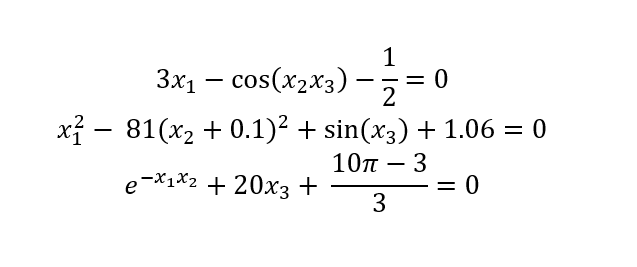 3x₁ − cos(x₂x₃) − 1/2 = 0
x₁² − 81(x₂ + 0.1)² + sin(x₃) + 1.06 = 0
e^(−x₁x₂) + 20x₃ + (10π − 3)/3 = 0